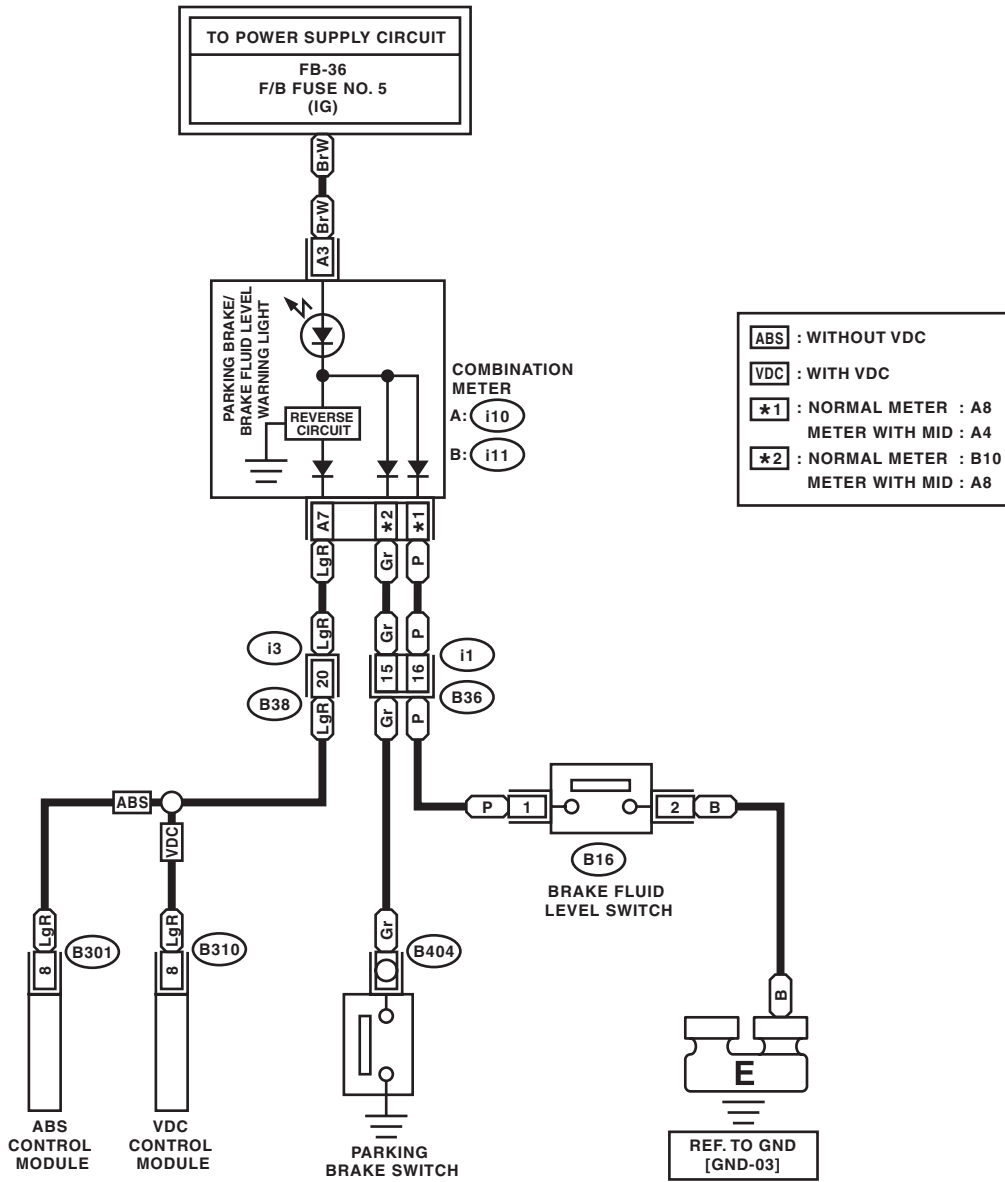 TO POWER SUPPLY CIRCUIT
FB-36
F/B FUSE NO. 5
(IG)
BrW
BrW
A3
PARKING BRAKE/
BRAKE FLUID LEVEL
WARNING LIGHT
REVERSE
CIRCUIT
COMBINATION
METER
A: i10
B: i11
ABS : WITHOUT VDC
VDC : WITH VDC
*1 : NORMAL METER : A8
METER WITH MID : A4
*2 : NORMAL METER : B10
METER WITH MID : A8
A7 *2 *1
LgR Gr P
LgR Gr P
i3 20 15 16 i1
B38 B36
LgR Gr P
ABS
VDC
P 1 2 B
B16
BRAKE FLUID
LEVEL SWITCH
LgR LgR Gr
8 B301 8 B310 B404
B
E
ABS
CONTROL
MODULE
VDC
CONTROL
MODULE
PARKING
BRAKE SWITCH
REF. TO GND
[GND-03]